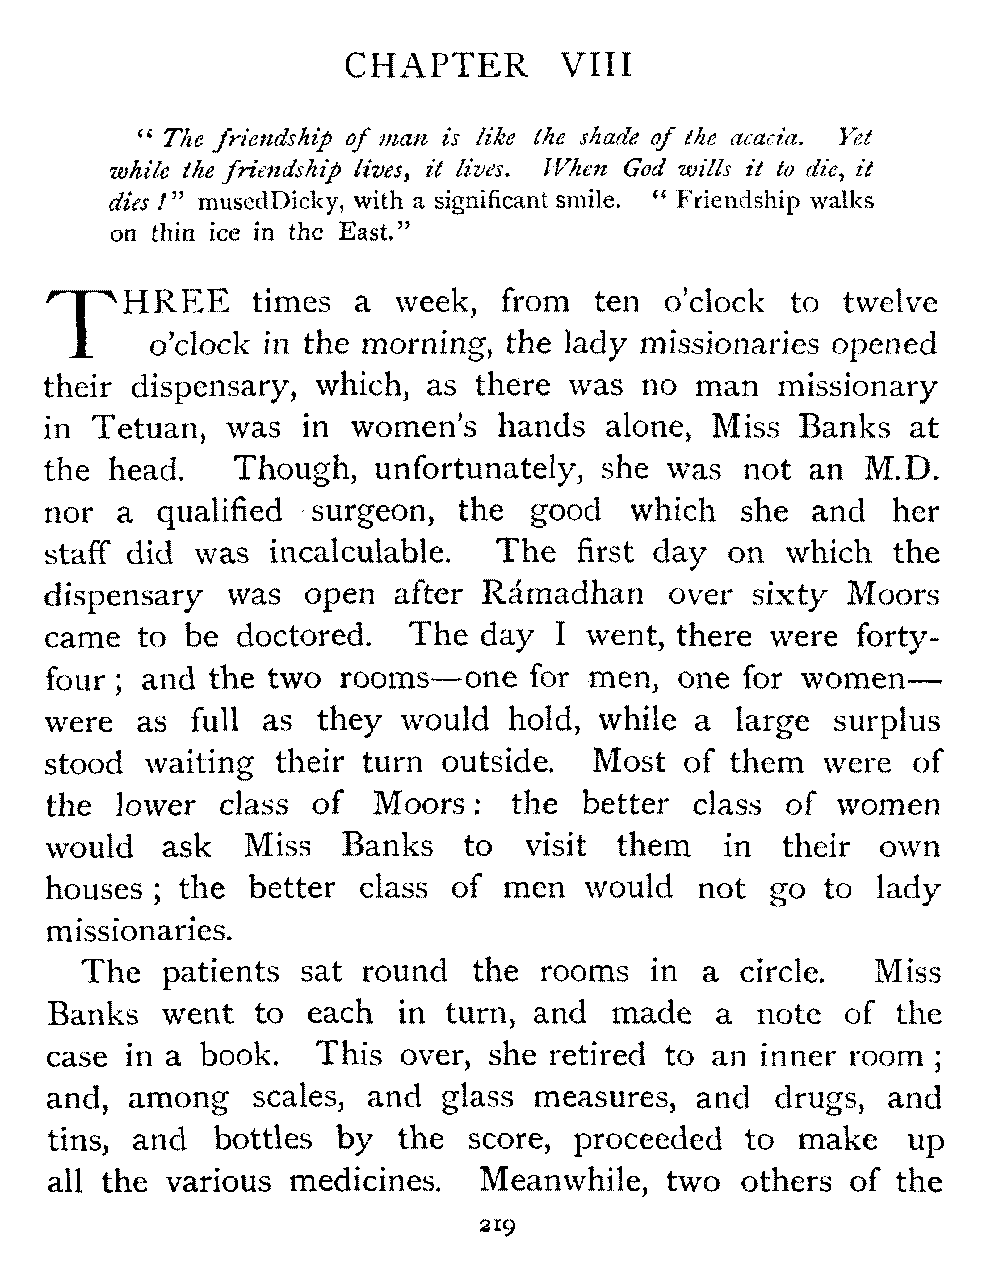 CHAPTER VIII
“ The friendship of man is like the shade of the acacia. Yet
while the friendship lives, it lives. When God wills it to die, it
dies !” musedDicky, with a significant smile. “ Friendship walks
on thin ice in the East.”
THREE times a week, from ten o’clock to twelve
o’clock in the morning, the lady missionaries opened
their dispensary, which, as there was no man missionary
in Tetuan, was in women’s hands alone, Miss Banks at
the head. Though, unfortunately, she was not an M.D.
nor a qualified surgeon, the good which she and her
staff did was incalculable. The first day on which the
dispensary was open after Rámadhan over sixty Moors
came to be doctored. The day I went, there were forty-
four ; and the two rooms—one for men, one for women—
were as full as they would hold, while a large surplus
stood waiting their turn outside. Most of them were of
the lower class of Moors : the better class of women
would ask Miss Banks to visit them in their own
houses ; the better class of men would not go to lady
missionaries.
The patients sat round the rooms in a circle. Miss
Banks went to each in turn, and made a note of the
case in a book. This over, she retired to an inner room ;
and, among scales, and glass measures, and drugs, and
tins, and bottles by the score, proceeded to make up
all the various medicines. Meanwhile, two others of the
219